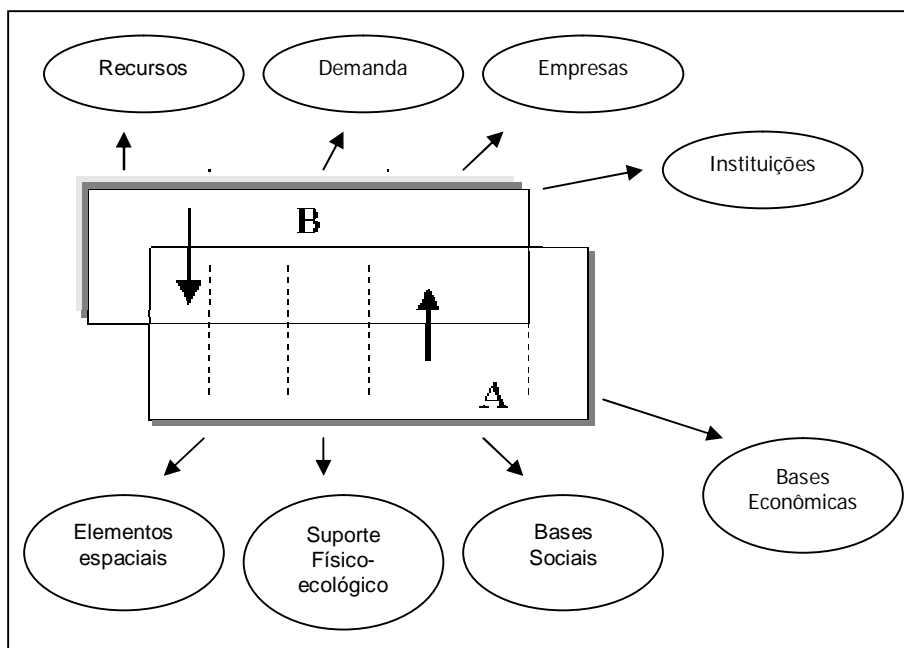 Recursos
Demanda
Empresas
Instituições
B
A
Bases
Econômicas
Elementos
espaciais
Suporte
Físico-
ecológico
Bases
Sociais